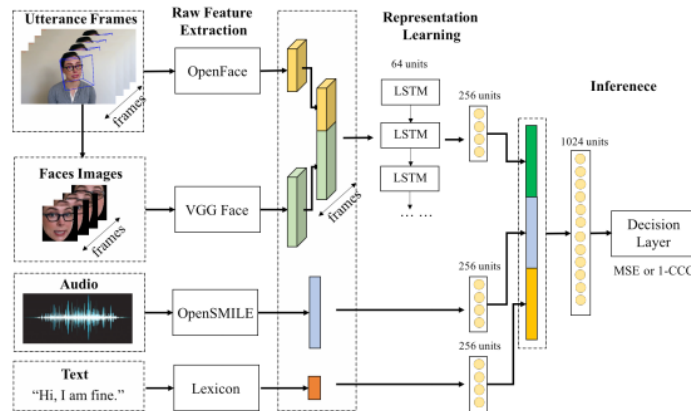 Utterance Frames
Raw Feature
Extraction
Representation
Learning
Inferenece
OpenFace
frames
64 units
LSTM
LSTM
LSTM
... ...
256 units
1024 units
Faces Images
VGG Face
frames
frames
Decision
Layer
MSE or 1-CCC
Audio
OpenSMILE
256 units
Text
"Hi, I am fine."
Lexicon
256 units